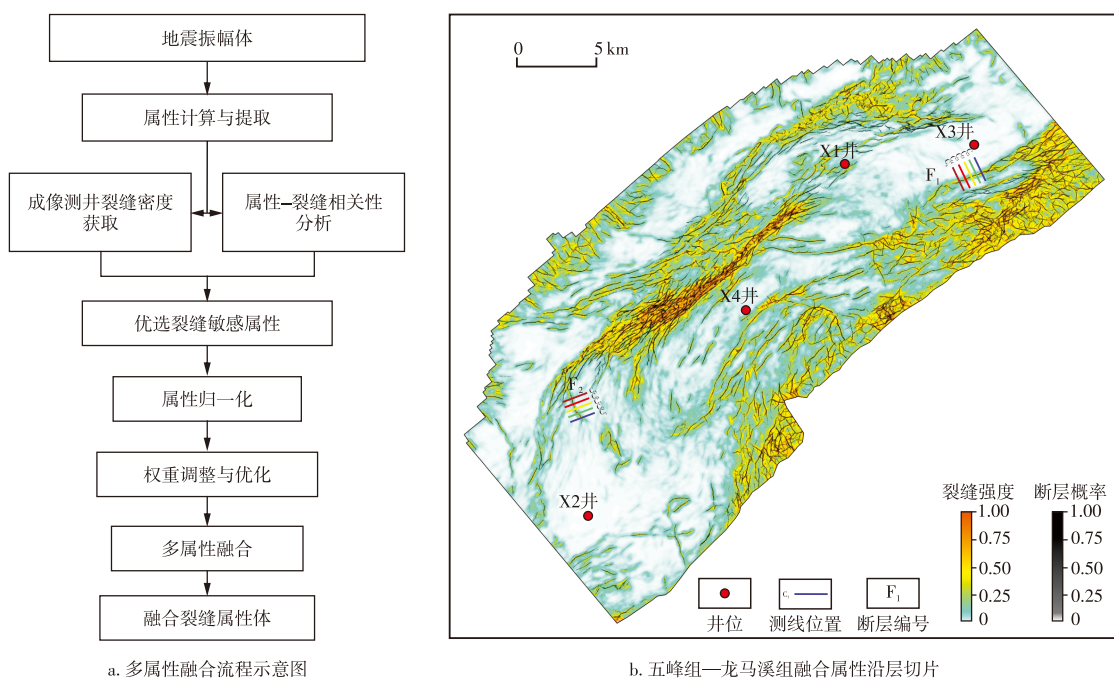 地震振幅体
属性计算与提取
成像测井裂缝密度
获取
属性–裂缝相关性
分析
优选裂缝敏感属性
属性归一化
权重调整与优化
多属性融合
融合裂缝属性体
a. 多属性融合流程示意图
0 5 km
X3井
X1井
F₁
X4井
F₂
X2井
裂缝强度
1.00
0.75
0.50
0.25
0
断层概率
1.00
0.75
0.50
0.25
0
C₁
F₁
井位
测线位置
断层编号
b. 五峰组—龙马溪组融合属性沿层切片